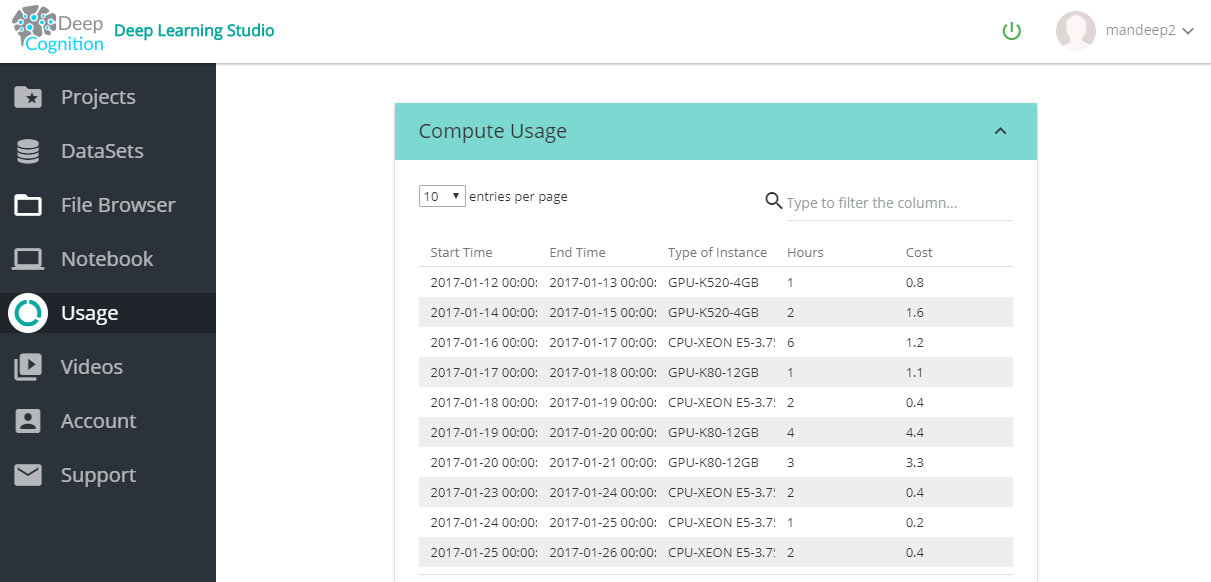 Deep
Cognition
Deep Learning Studio
mandeep2
Projects
DataSets
File Browser
Notebook
Usage
Videos
Account
Support
Compute Usage
10 entries per page
Type to filter the column...
Start Time End Time Type of Instance Hours Cost
2017-01-12 00:00: 2017-01-13 00:00: GPU-K520-4GB 1 0.8
2017-01-14 00:00: 2017-01-15 00:00: GPU-K520-4GB 2 1.6
2017-01-16 00:00: 2017-01-17 00:00: CPU-XEON E5-3.75 6 1.2
2017-01-17 00:00: 2017-01-18 00:00: GPU-K80-12GB 1 1.1
2017-01-18 00:00: 2017-01-19 00:00: CPU-XEON E5-3.75 2 0.4
2017-01-19 00:00: 2017-01-20 00:00: GPU-K80-12GB 4 4.4
2017-01-20 00:00: 2017-01-21 00:00: GPU-K80-12GB 3 3.3
2017-01-23 00:00: 2017-01-24 00:00: CPU-XEON E5-3.75 2 0.4
2017-01-24 00:00: 2017-01-25 00:00: CPU-XEON E5-3.75 1 0.2
2017-01-25 00:00: 2017-01-26 00:00: CPU-XEON E5-3.75 2 0.4